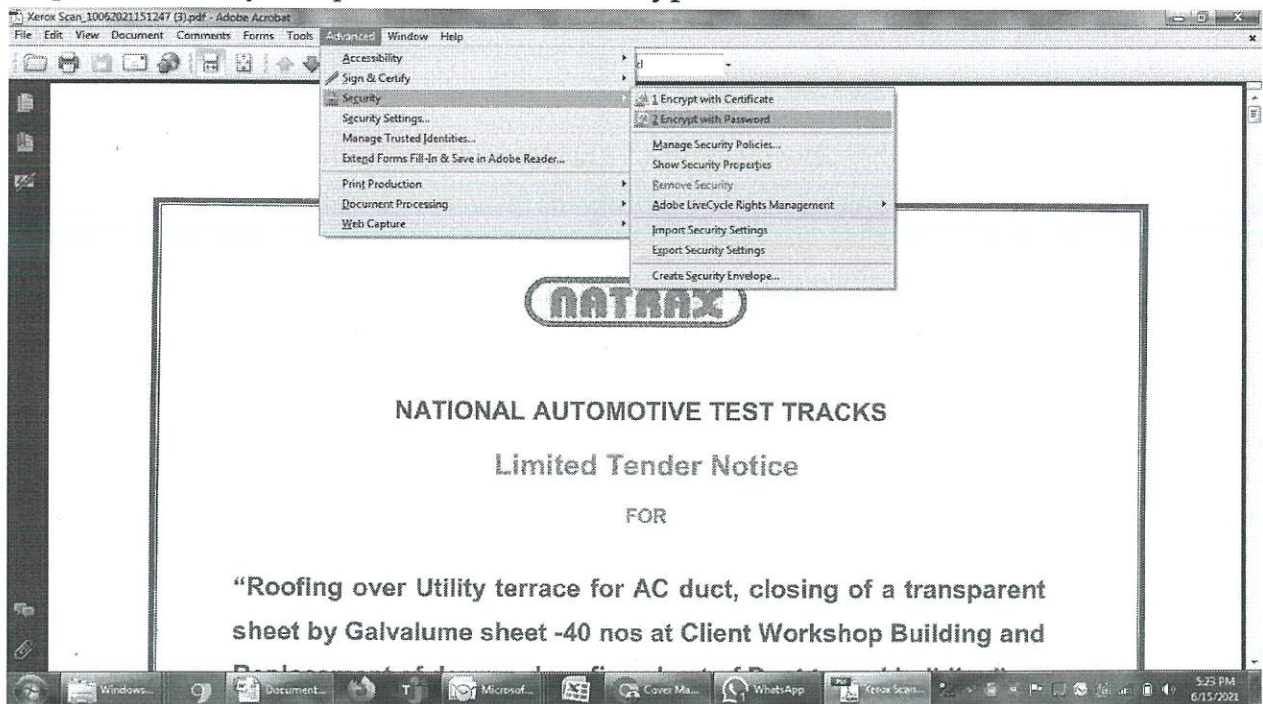 Xerox Scan_10062021151247 (3).pdf - Adobe Acrobat
File Edit View Document Comments Forms Tools Advanced Window Help
Accessibility
Sign & Certify
Security
Security Settings...
Manage Trusted Identities...
Extend Forms Fill-In & Save in Adobe Reader...
Print Production
Document Processing
Web Capture
1 Encrypt with Certificate
2 Encrypt with Password
Manage Security Policies...
Show Security Properties
Remove Security
Adobe LiveCycle Rights Management
Import Security Settings
Export Security Settings
Create Security Envelope...
NATRAX
NATIONAL AUTOMOTIVE TEST TRACKS
Limited Tender Notice
FOR
“Roofing over Utility terrace for AC duct, closing of a transparent
sheet by Galvalume sheet -40 nos at Client Workshop Building and
Windows... Document... Microsof... Cover Ma... WhatsApp Xerox Scan... 5:23 PM
6/15/2021